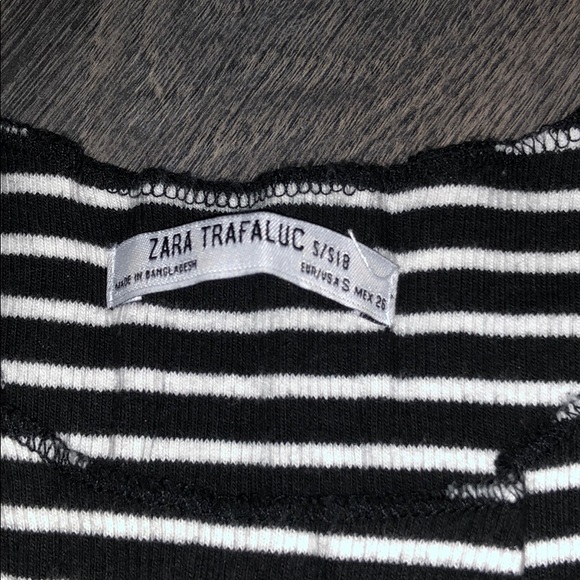 ZARA TRAFALUC S/S18
MADE IN BANGLADESH
EUR/USA S MEX 26